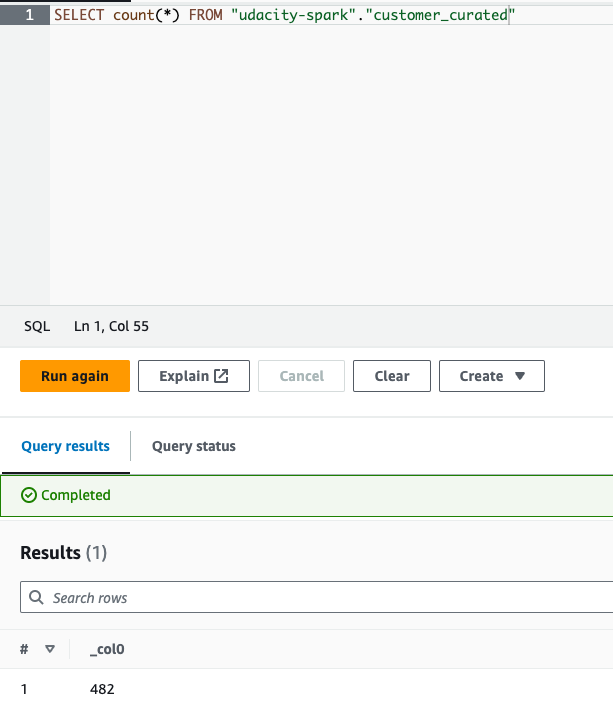 1 SELECT count(*) FROM "udacity-spark"."customer_curated"
SQL Ln 1, Col 55
Run again Explain Cancel Clear Create
Query results Query status
Completed
Results (1)
Search rows
# _col0
1 482